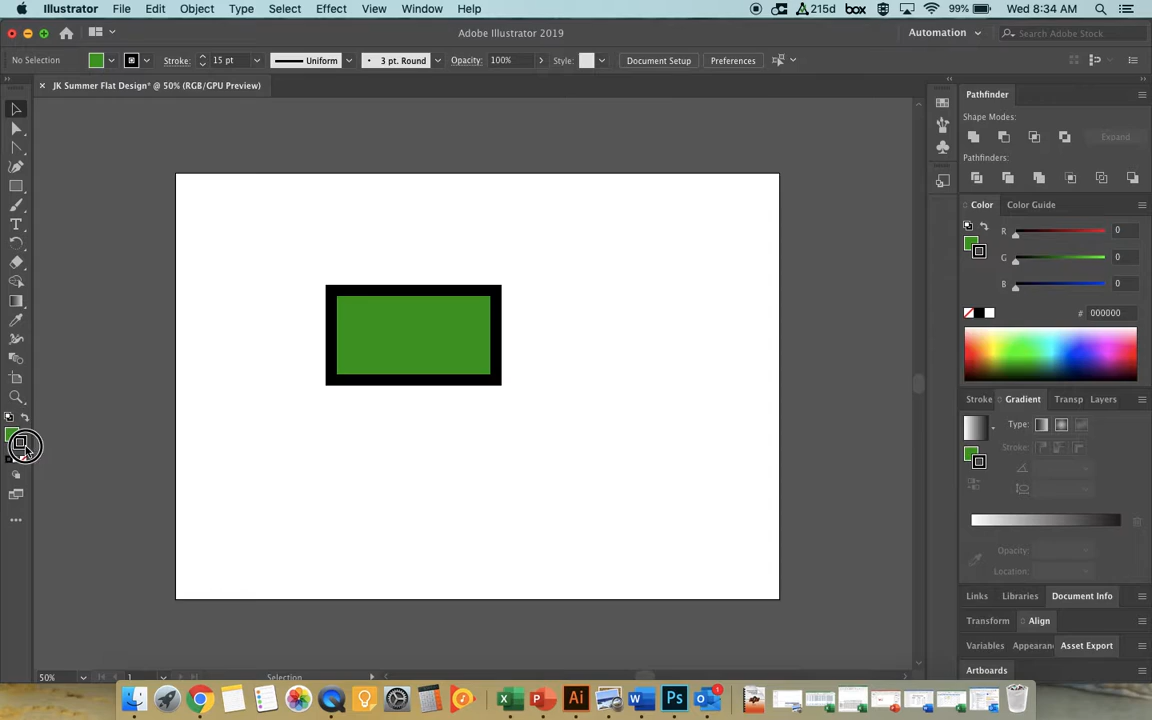 Illustrator File Edit Object Type Select Effect View Window Help 215d box 99% Wed 8:34 AM
Adobe Illustrator 2019 Automation Search Adobe Stock
No Selection Stroke: 15 pt Uniform 3 pt. Round Opacity: 100% Style: Document Setup Preferences
JK Summer Flat Design* @ 50% (RGB/GPU Preview)
Pathfinder
Shape Modes:
Expand
Pathfinders:
Color Color Guide
R 0
G 0
B 0
# 000000
Stroke Gradient Transp Layers
Type:
Stroke:
Opacity:
Location:
Links Libraries Document Info
Transform Align
Variables Appearan Asset Export
Artboards
50% 1 Selection